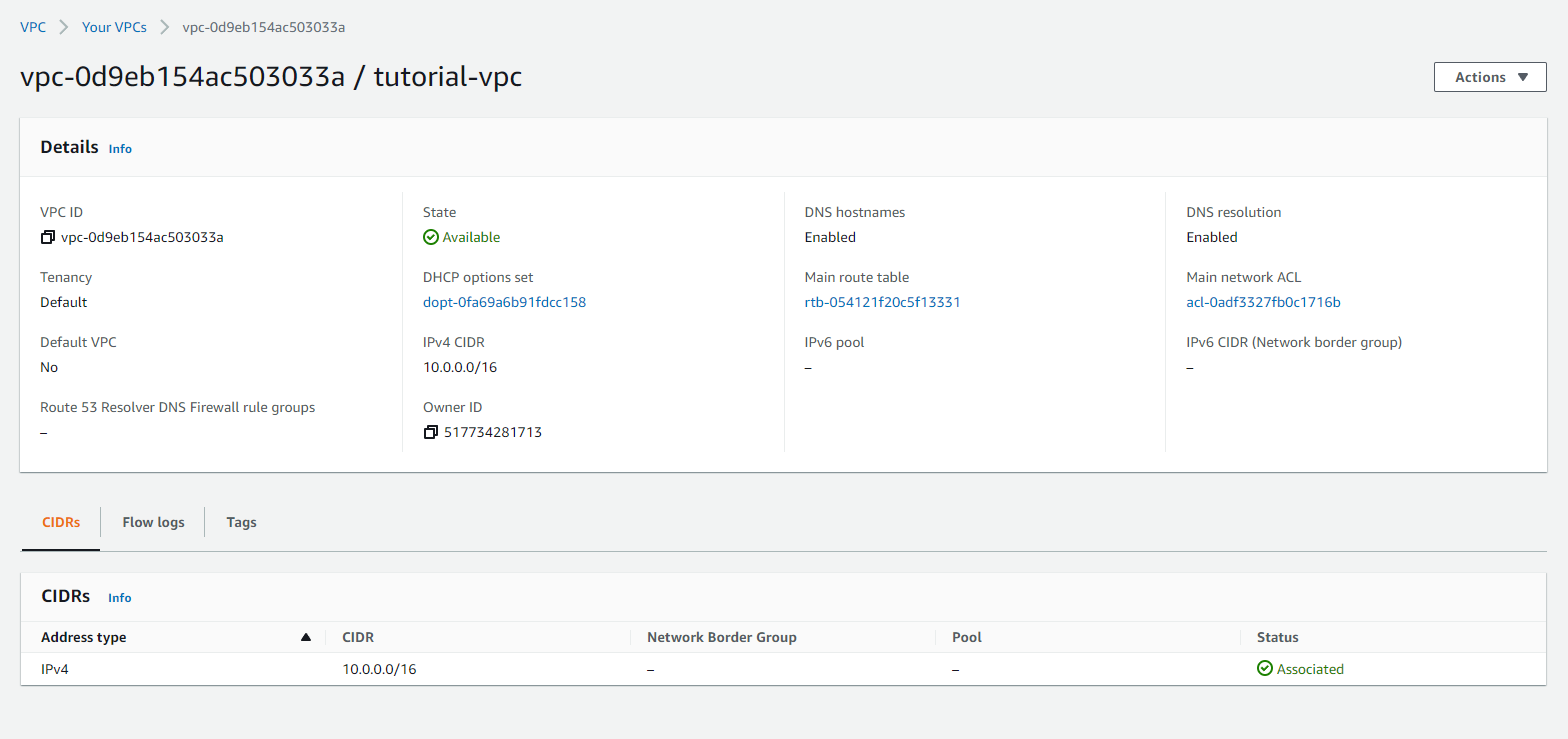 VPC > Your VPCs > vpc-0d9eb154ac503033a
vpc-0d9eb154ac503033a / tutorial-vpc
Actions
Details Info
VPC ID State DNS hostnames DNS resolution
vpc-0d9eb154ac503033a Available Enabled Enabled
Tenancy DHCP options set Main route table Main network ACL
Default dopt-0fa69a6b91fdcc158 rtb-054121f20c5f13331 acl-0adf3327fb0c1716b
Default VPC IPv4 CIDR IPv6 pool IPv6 CIDR (Network border group)
No 10.0.0.0/16 – –
Route 53 Resolver DNS Firewall rule groups Owner ID
– 517734281713
CIDRs Flow logs Tags
CIDRs Info
Address type CIDR Network Border Group Pool Status
IPv4 10.0.0.0/16 – – Associated